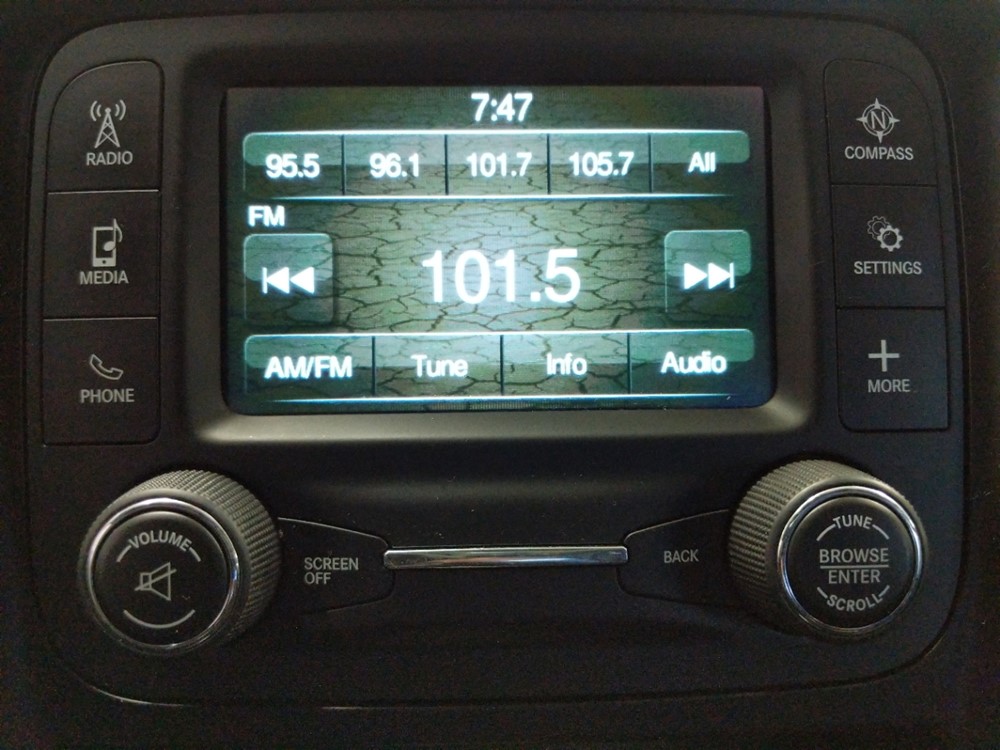 7:47
95.5 96.1 101.7 105.7 All
FM
101.5
AM/FM Tune Info Audio
RADIO
MEDIA
PHONE
N
COMPASS
SETTINGS
MORE
VOLUME
SCREEN
OFF
BACK
TUNE
BROWSE
ENTER
SCROLL